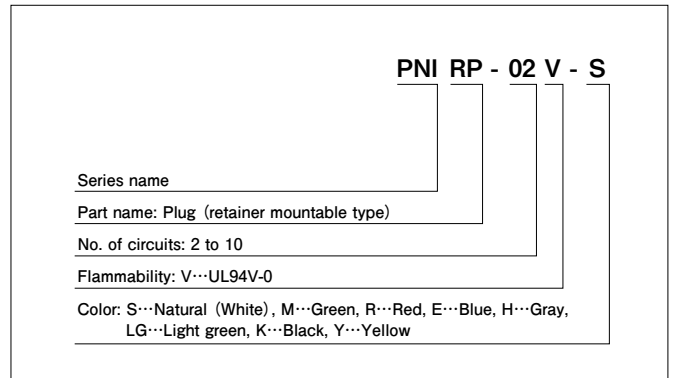 PNI RP - 02 V - S
Series name
Part name: Plug (retainer mountable type)
No. of circuits: 2 to 10
Flammability: V⋯UL94V-0
Color: S⋯Natural (White), M⋯Green, R⋯Red, E⋯Blue, H⋯Gray,
LG⋯Light green, K⋯Black, Y⋯Yellow